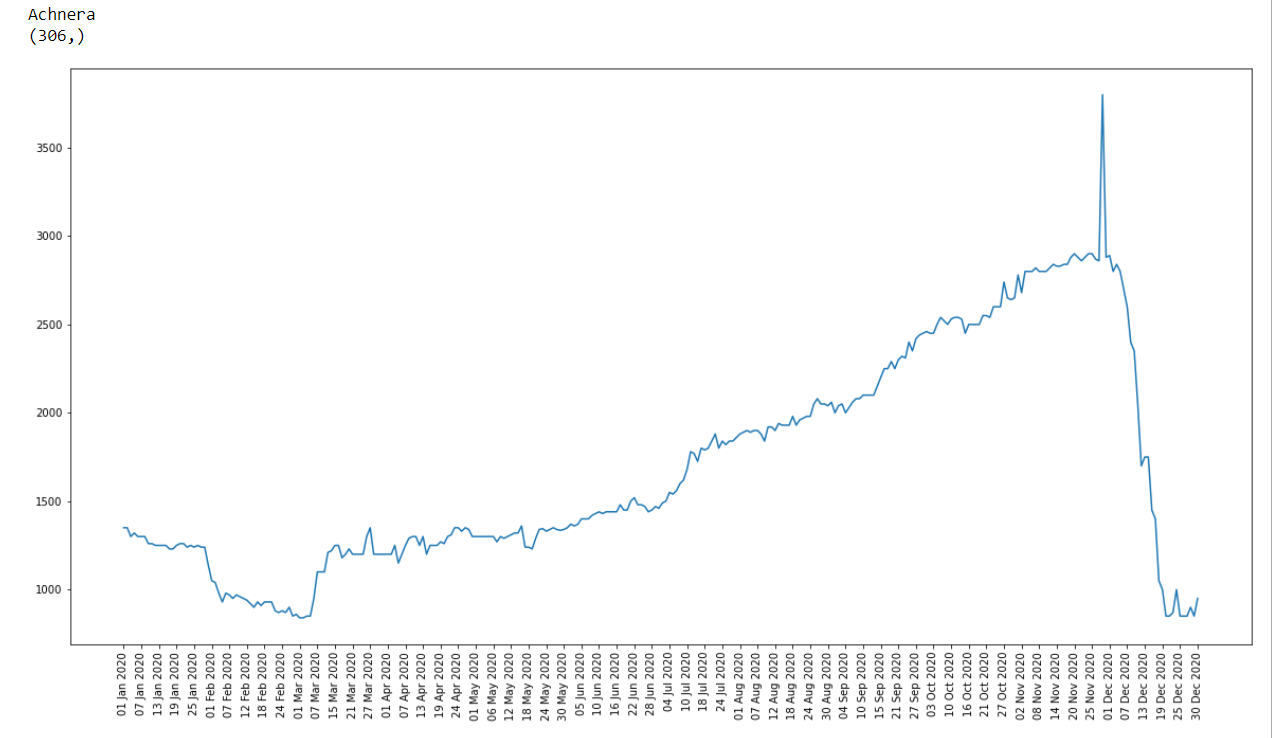 Achnera
(306,)
3500
3000
2500
2000
1500
1000
01 Jan 2020
07 Jan 2020
13 Jan 2020
19 Jan 2020
25 Jan 2020
01 Feb 2020
07 Feb 2020
12 Feb 2020
18 Feb 2020
24 Feb 2020
01 Mar 2020
07 Mar 2020
15 Mar 2020
21 Mar 2020
27 Mar 2020
01 Apr 2020
07 Apr 2020
13 Apr 2020
19 Apr 2020
24 Apr 2020
01 May 2020
06 May 2020
12 May 2020
18 May 2020
24 May 2020
30 May 2020
05 Jun 2020
10 Jun 2020
16 Jun 2020
22 Jun 2020
28 Jun 2020
04 Jul 2020
10 Jul 2020
18 Jul 2020
24 Jul 2020
01 Aug 2020
07 Aug 2020
12 Aug 2020
18 Aug 2020
24 Aug 2020
30 Aug 2020
04 Sep 2020
10 Sep 2020
15 Sep 2020
21 Sep 2020
27 Sep 2020
03 Oct 2020
10 Oct 2020
16 Oct 2020
21 Oct 2020
27 Oct 2020
02 Nov 2020
08 Nov 2020
14 Nov 2020
20 Nov 2020
25 Nov 2020
01 Dec 2020
07 Dec 2020
13 Dec 2020
19 Dec 2020
25 Dec 2020
30 Dec 2020